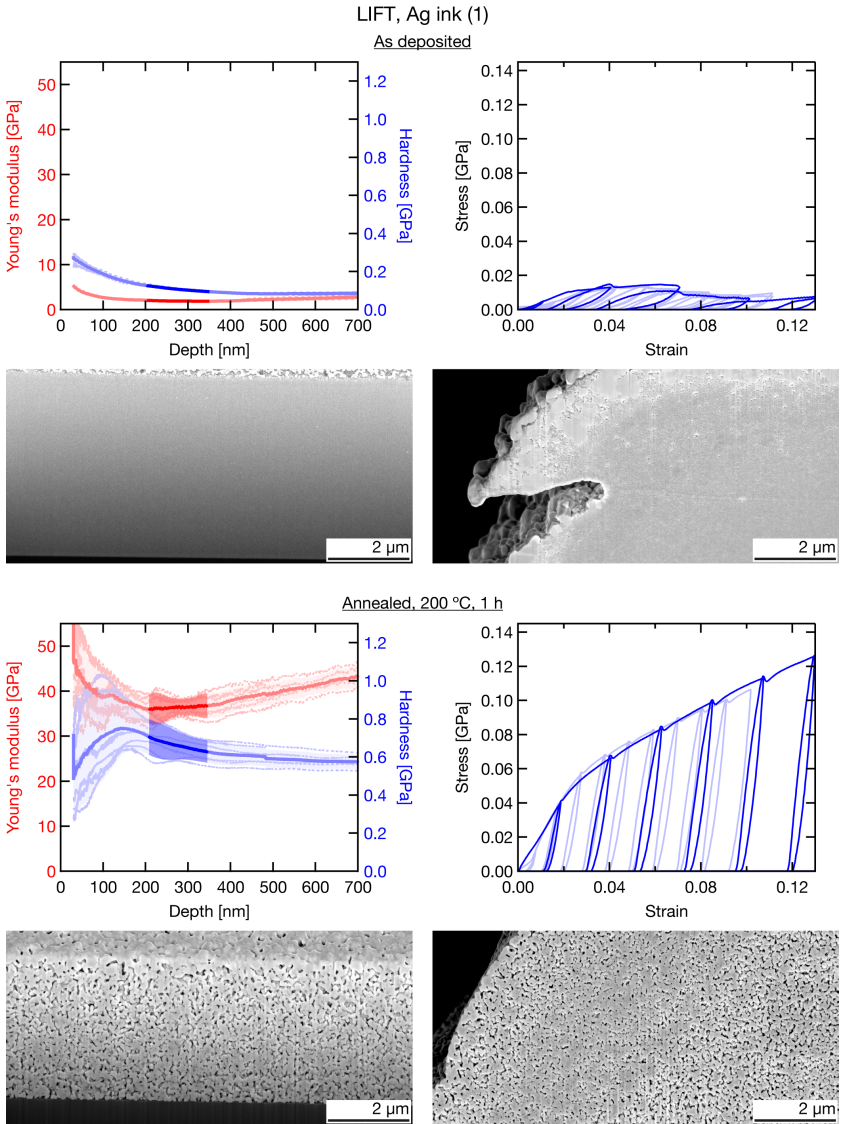 LIFT, Ag ink (1)
As deposited
Young's modulus [GPa]
50
40
30
20
10
0
1.2
1.0
0.8
0.6
0.4
0.2
0.0
Hardness [GPa]
0 100 200 300 400 500 600 700
Depth [nm]
Stress [GPa]
0.14
0.12
0.10
0.08
0.06
0.04
0.02
0.00
0.00 0.04 0.08 0.12
Strain
2 µm
2 µm
Annealed, 200 ºC, 1 h
Young's modulus [GPa]
50
40
30
20
10
0
1.2
1.0
0.8
0.6
0.4
0.2
0.0
Hardness [GPa]
0 100 200 300 400 500 600 700
Depth [nm]
Stress [GPa]
0.14
0.12
0.10
0.08
0.06
0.04
0.02
0.00
0.00 0.04 0.08 0.12
Strain
2 µm
2 µm